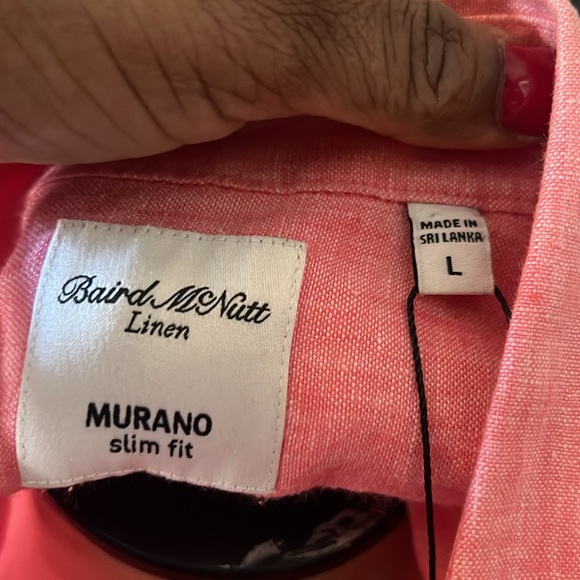 Baird McNutt
Linen
MURANO
slim fit
MADE IN
SRI LANKA
L